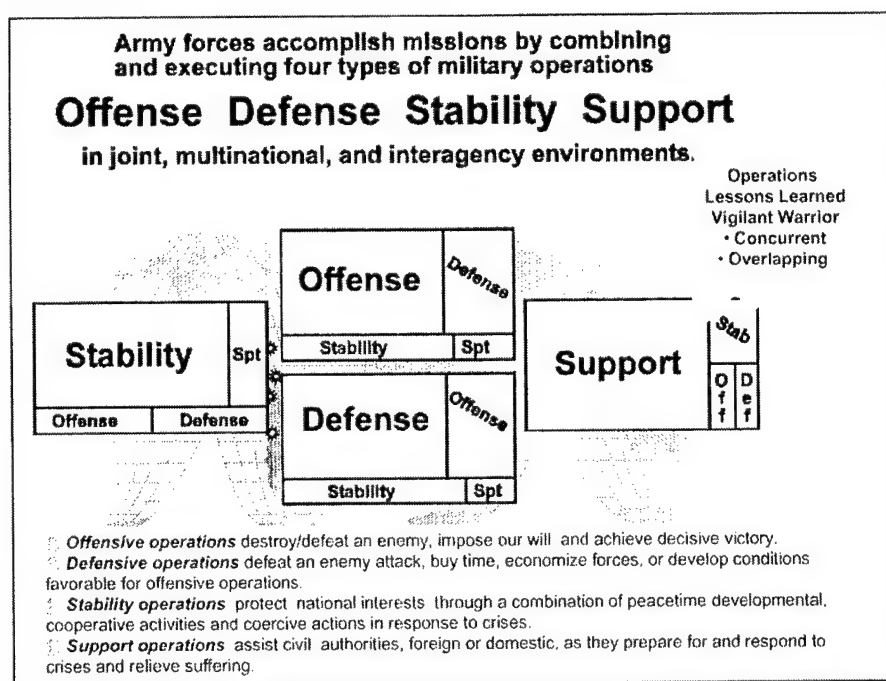 Army forces accomplish missions by combining
and executing four types of military operations
Offense Defense Stability Support
in joint, multinational, and interagency environments.
Operations
Lessons Learned
Vigilant Warrior
• Concurrent
• Overlapping
Stability
Spt
Offense
Defense
Offense
Defense
Stability
Spt
Defense
Offense
Stability
Spt
Support
Stab
Off
Def
Offensive operations destroy/defeat an enemy, impose our will and achieve decisive victory.
Defensive operations defeat an enemy attack, buy time, economize forces, or develop conditions
favorable for offensive operations.
Stability operations protect national interests through a combination of peacetime developmental,
cooperative activities and coercive actions in response to crises.
Support operations assist civil authorities, foreign or domestic, as they prepare for and respond to
crises and relieve suffering.